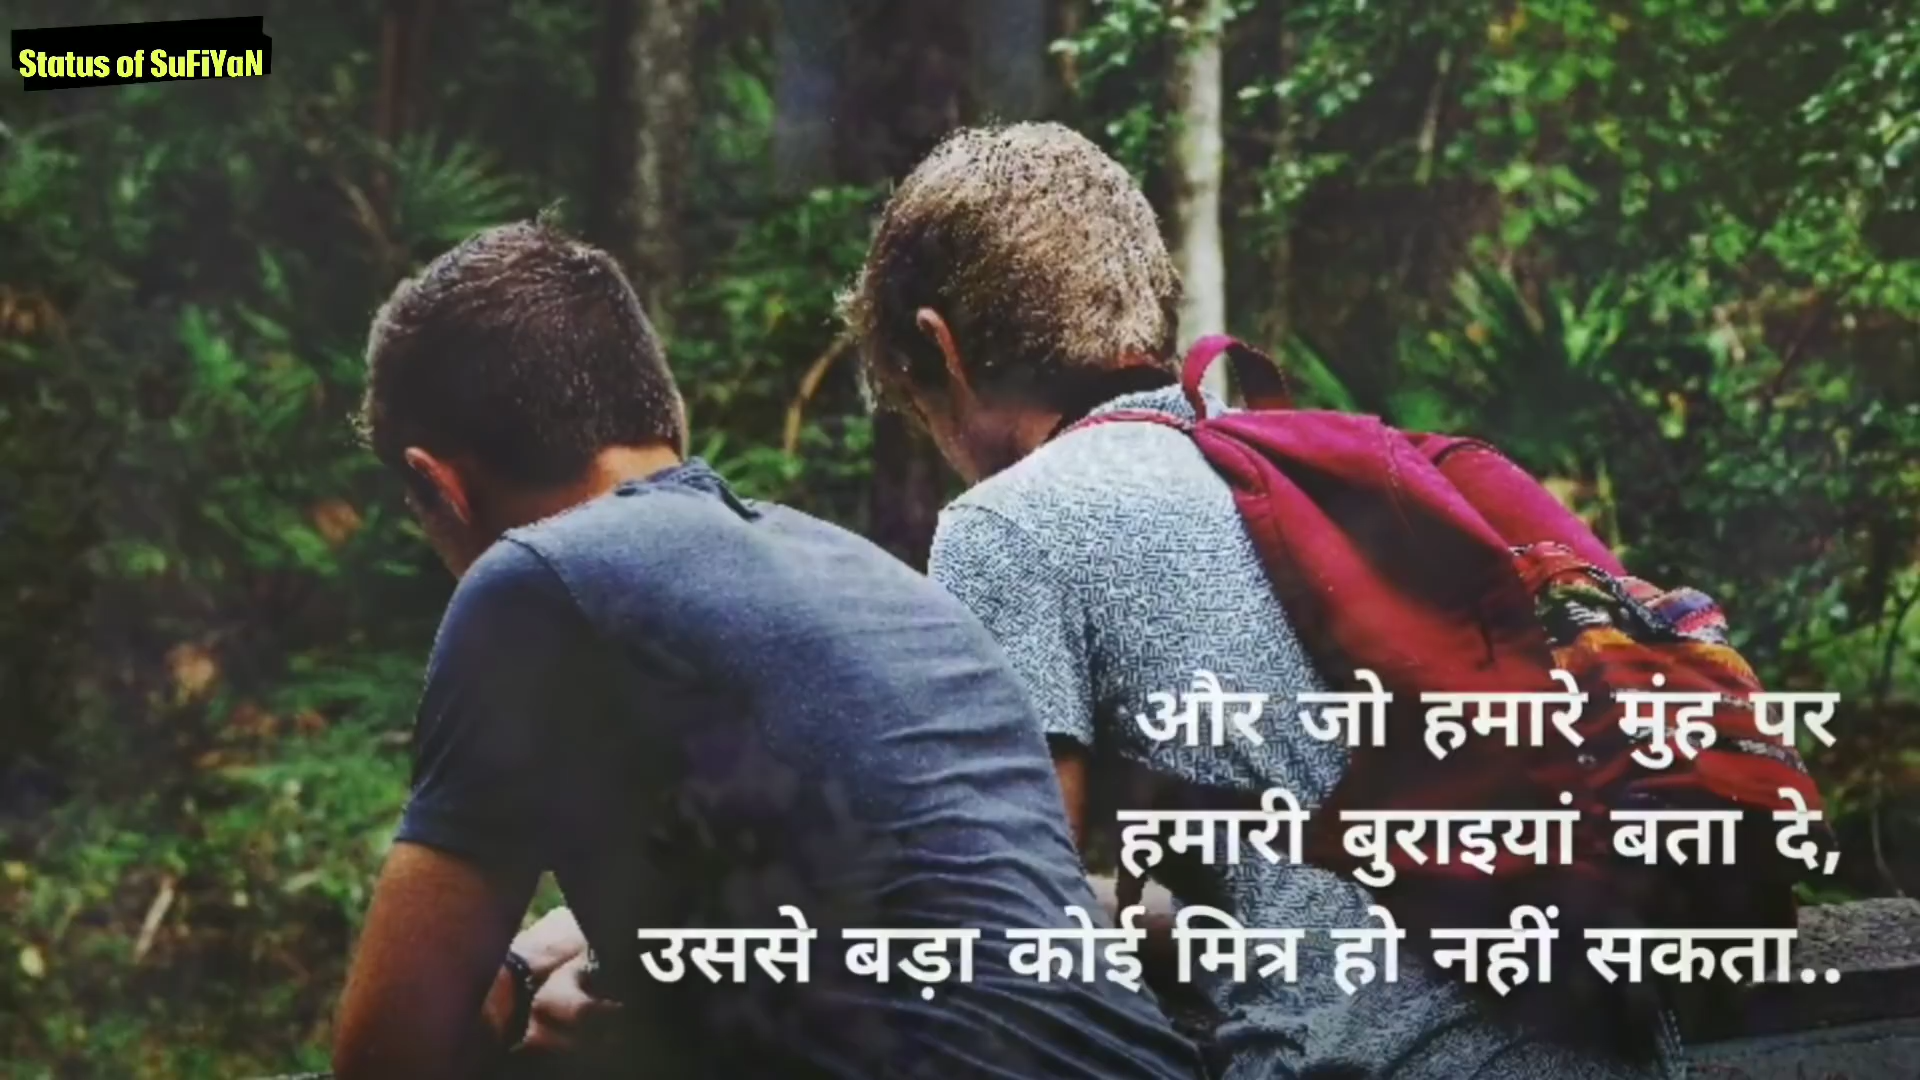 Status of SuFiYaN
और जो हमारे मुंह पर
हमारी बुराइयां बता दे,
उससे बड़ा कोई मित्र हो नहीं सकता..